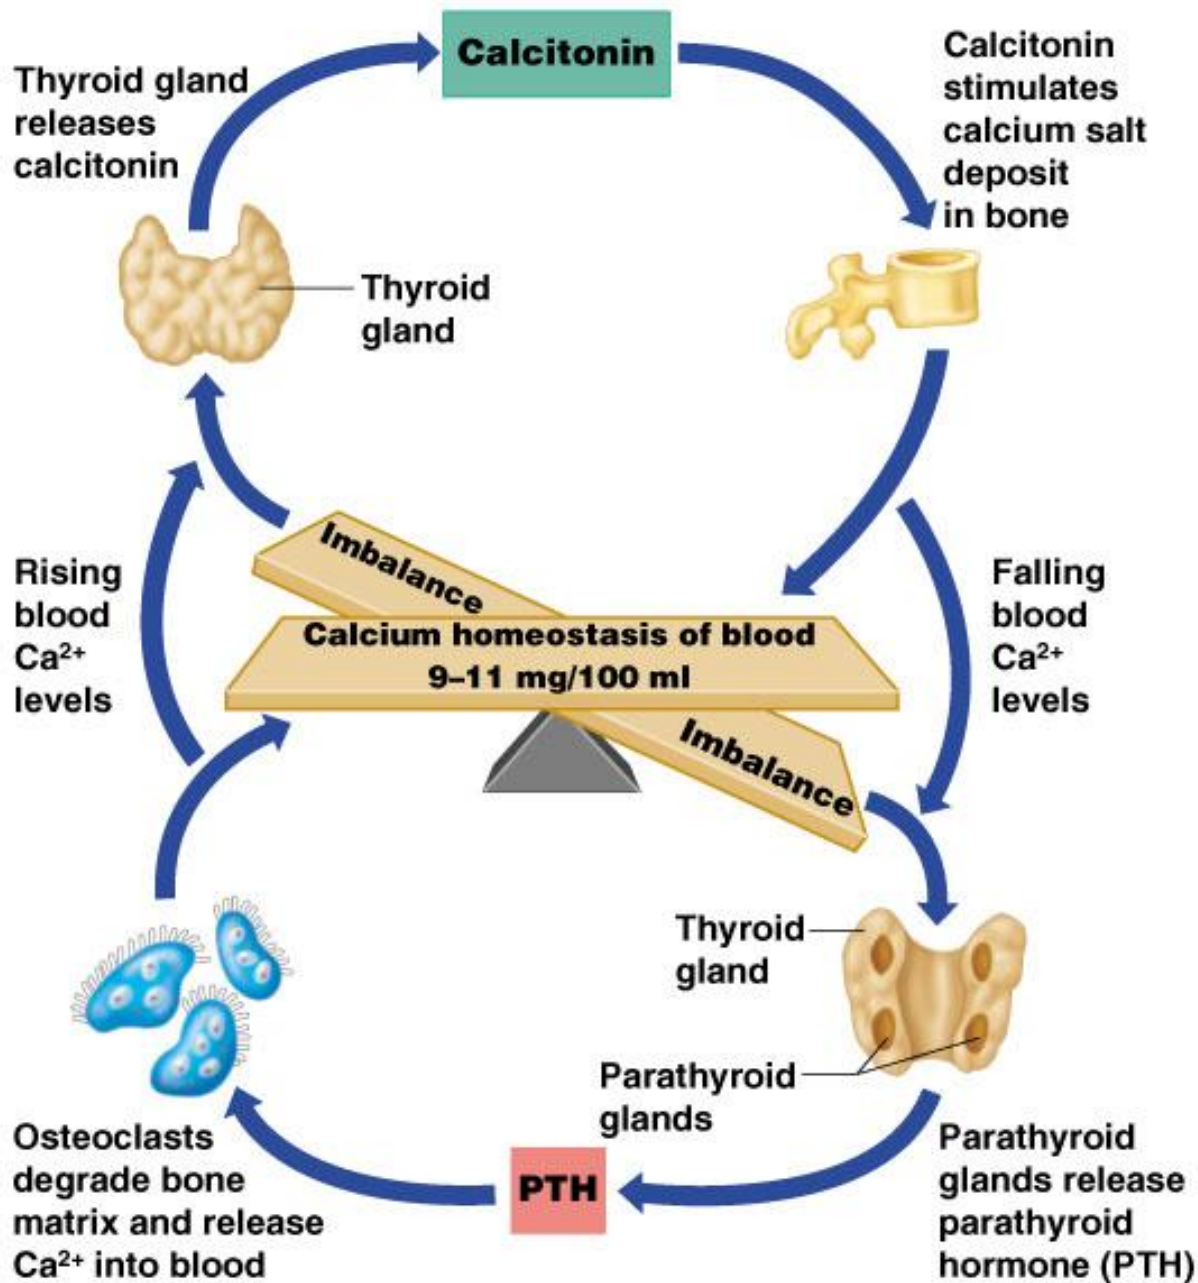 Calcitonin
Thyroid gland
releases
calcitonin
Calcitonin
stimulates
calcium salt
deposit
in bone
Thyroid
gland
Imbalance
Rising
blood
Ca²⁺
levels
Calcium homeostasis of blood
9–11 mg/100 ml
Falling
blood
Ca²⁺
levels
Imbalance
Thyroid
gland
Parathyroid
glands
Osteoclasts
degrade bone
matrix and release
Ca²⁺ into blood
PTH
Parathyroid
glands release
parathyroid
hormone (PTH)